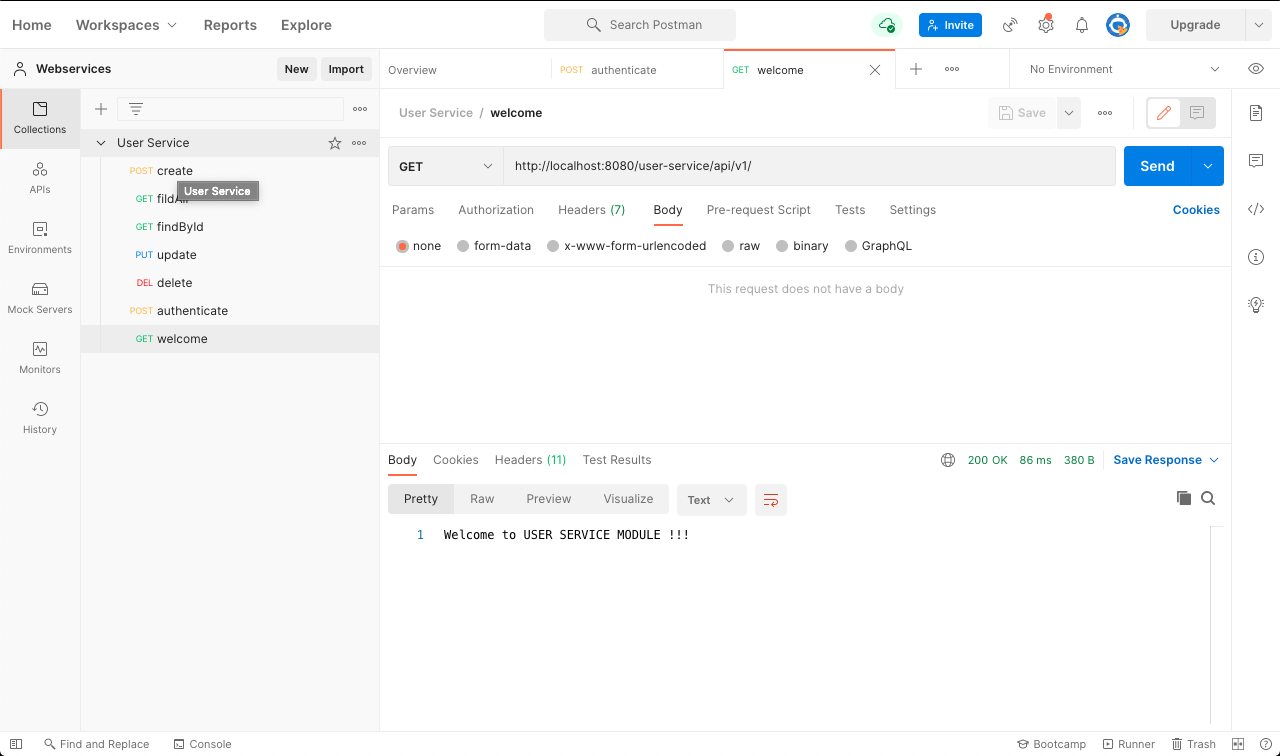 Home Workspaces Reports Explore Search Postman Invite Upgrade
Webservices New Import
Overview POST authenticate GET welcome No Environment
Collections
APIs
Environments
Mock Servers
Monitors
History
User Service
POST create
GET fildAll
User Service
GET findById
PUT update
DEL delete
POST authenticate
GET welcome
User Service / welcome Save
GET http://localhost:8080/user-service/api/v1/ Send
Params Authorization Headers (7) Body Pre-request Script Tests Settings Cookies
none form-data x-www-form-urlencoded raw binary GraphQL
This request does not have a body
Body Cookies Headers (11) Test Results 200 OK 86 ms 380 B Save Response
Pretty Raw Preview Visualize Text
1 Welcome to USER SERVICE MODULE !!!
Find and Replace Console Bootcamp Runner Trash